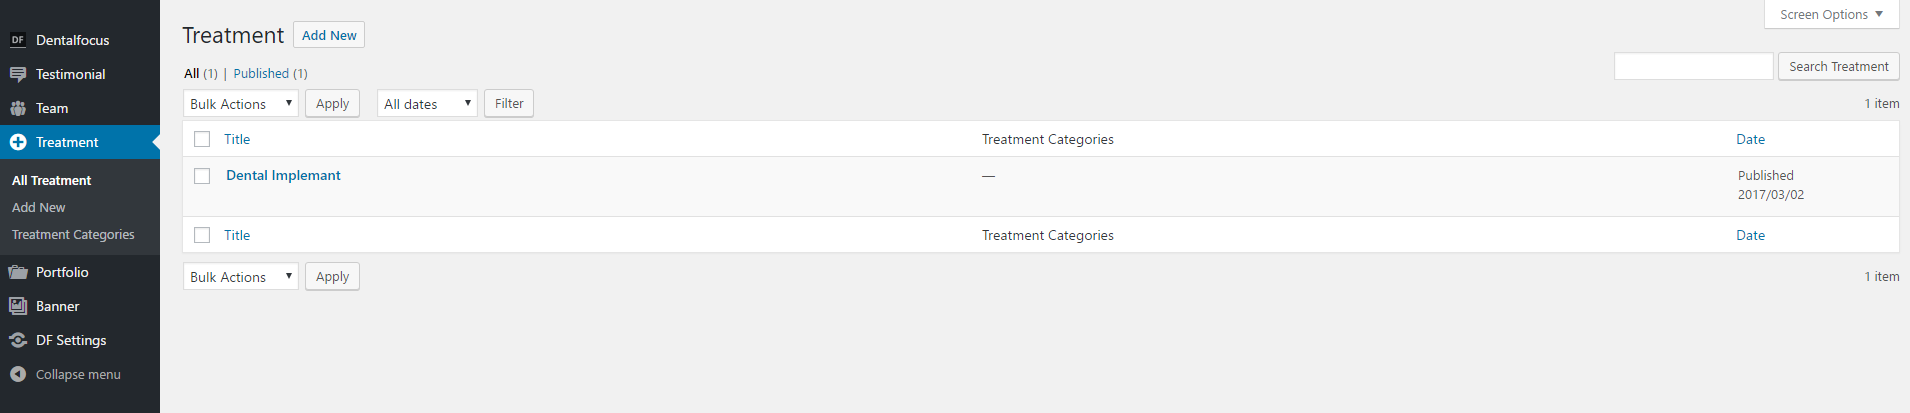 Screen Options
DF Dentalfocus
Testimonial
Team
Treatment
All Treatment
Add New
Treatment Categories
Portfolio
Banner
DF Settings
Collapse menu
Treatment Add New
All (1) | Published (1)
Search Treatment
Bulk Actions Apply All dates Filter 1 item
Title Treatment Categories Date
Dental Implemant — Published
2017/03/02
Title Treatment Categories Date
Bulk Actions Apply 1 item